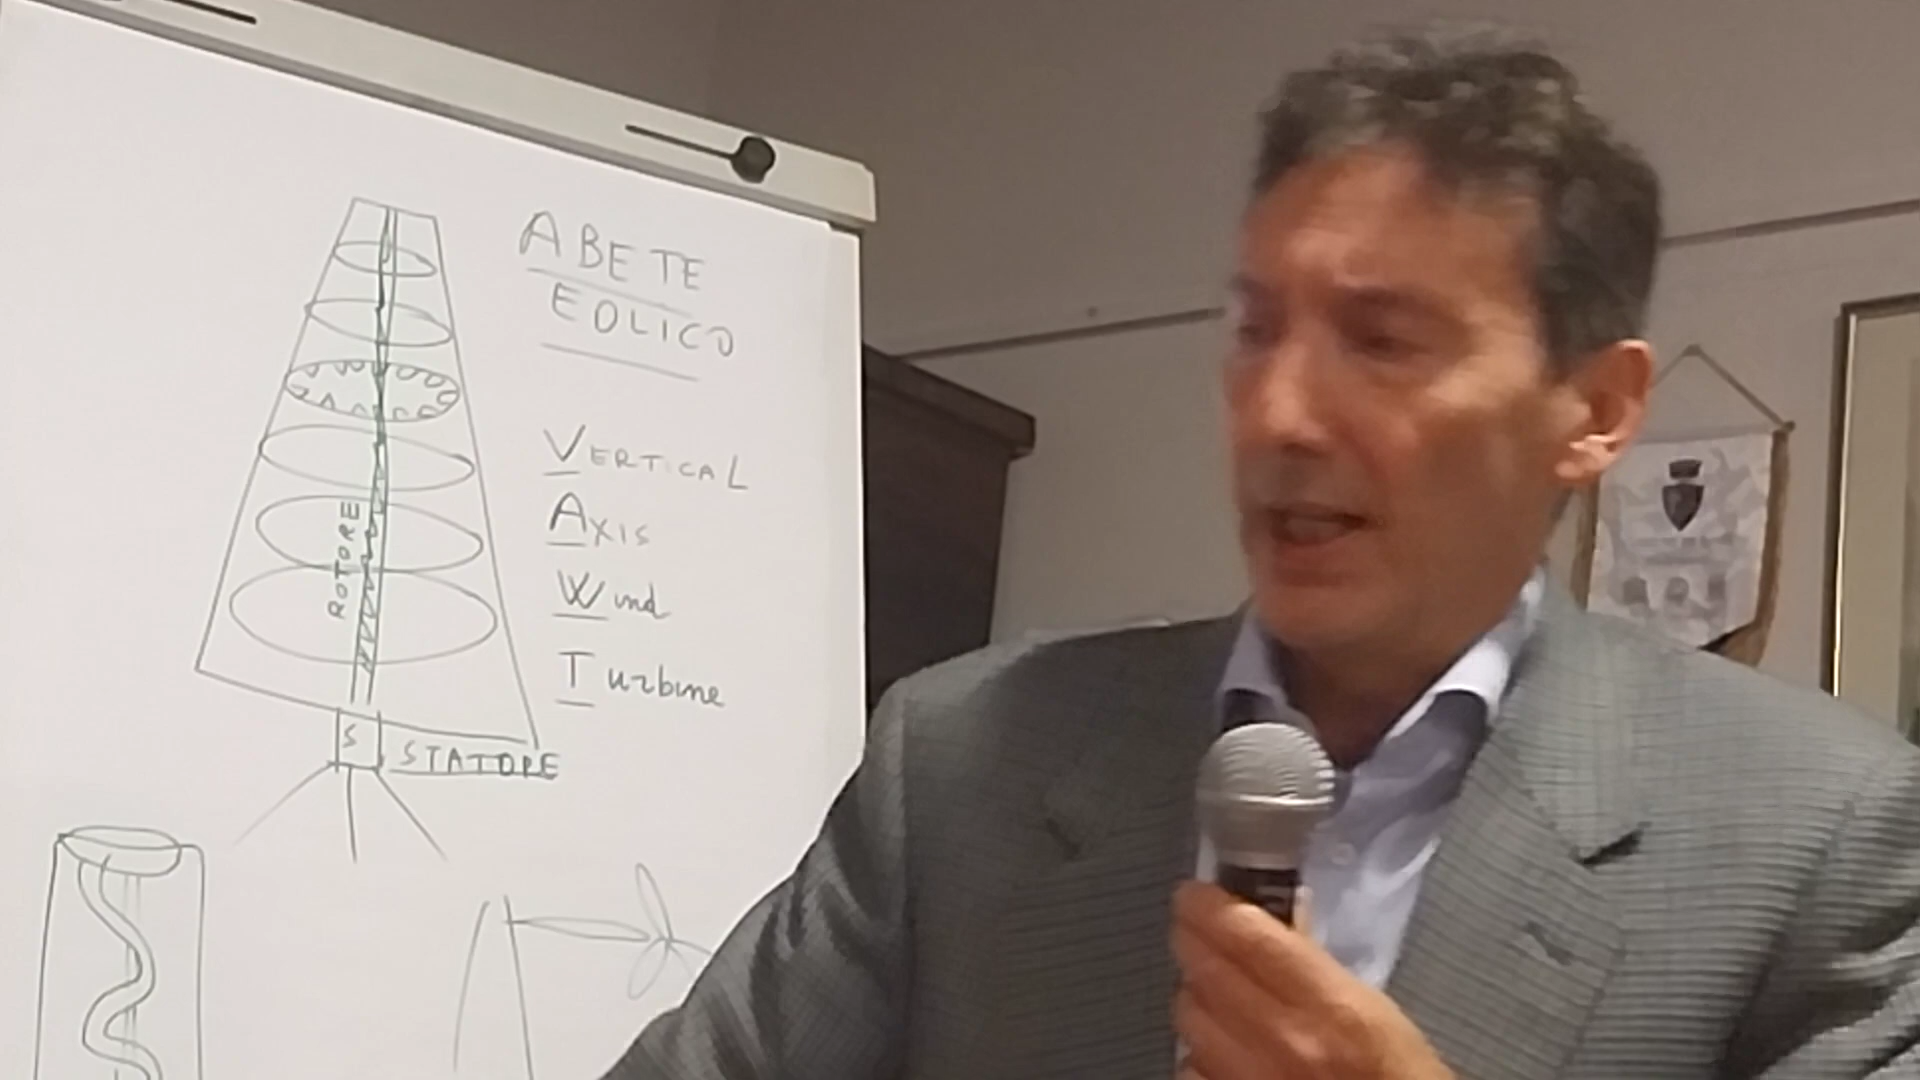 ABETE
EOLICO
VERTICAL
AXIS
Wind
Turbine
ROTORE
S
STATORE